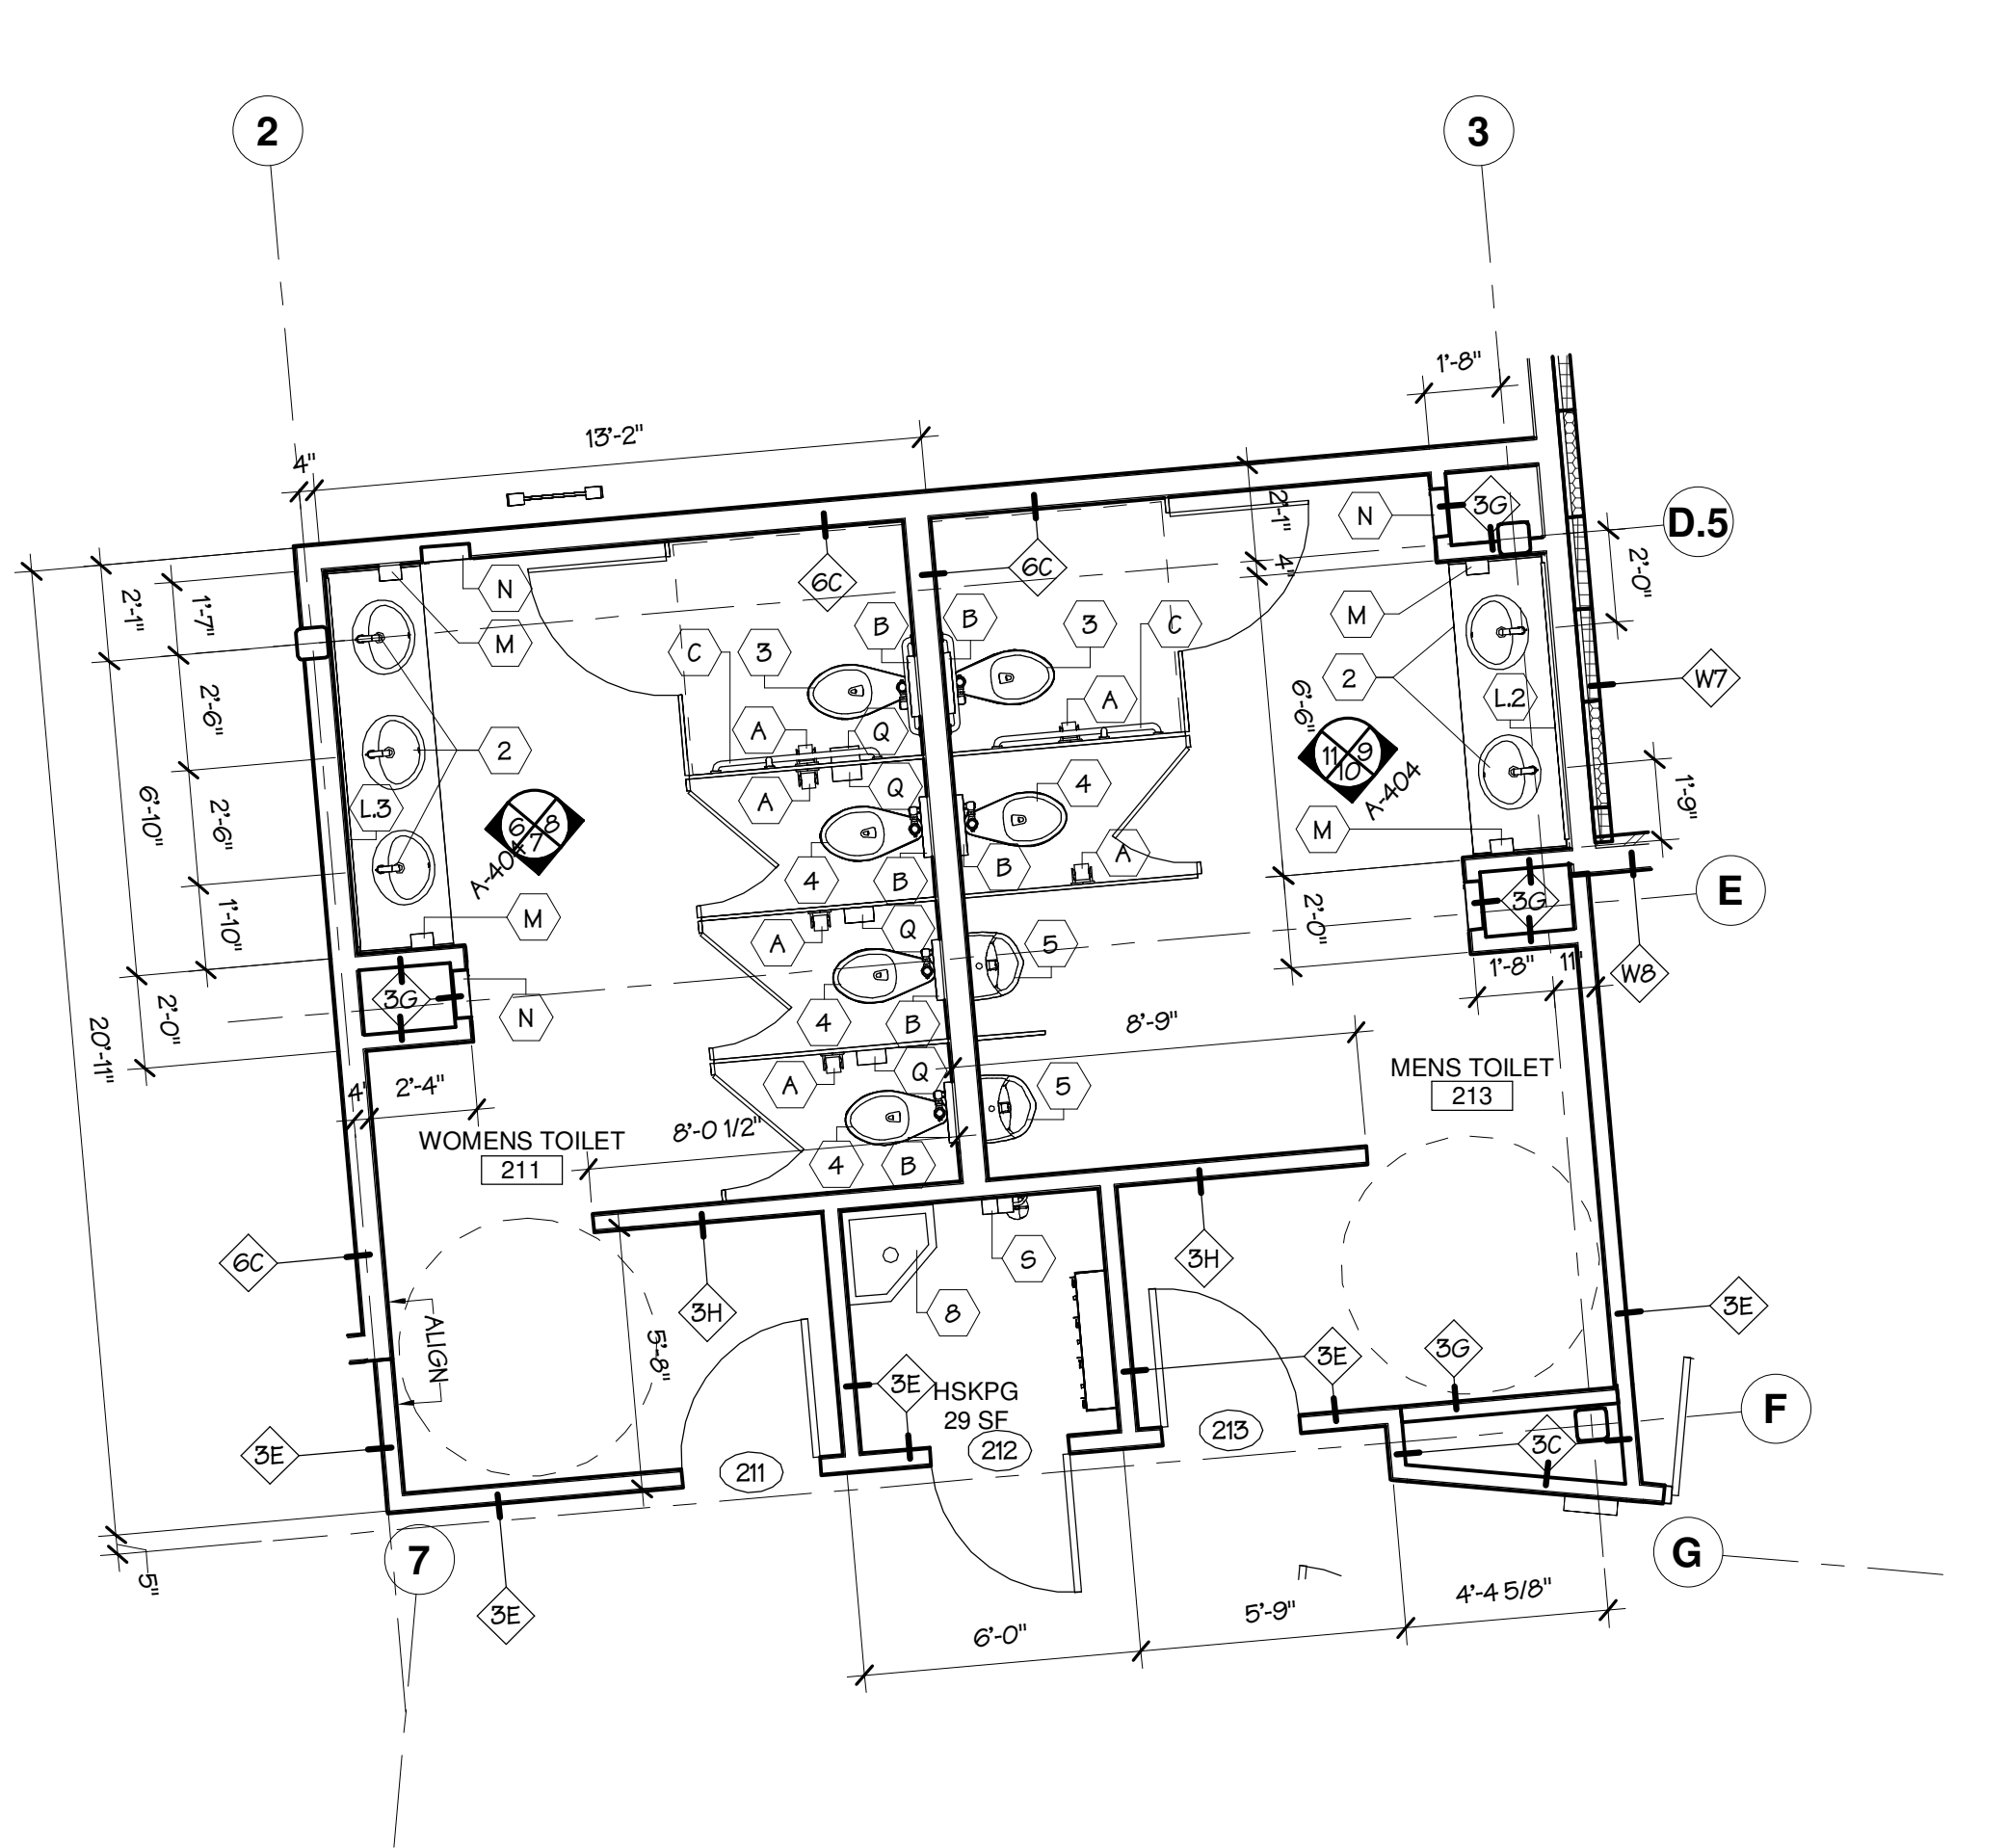 2
3
1'-8"
13'-2"
4"
3G
D.5
N
2'-1"
2'-0"
6C
6C
4"
N
2'-1"
1'-7"
M
M
B
B
3
C
C
3
2
W7
A
L.2
2'-6"
6'-6"
A
Q
2
11
9
10
A-404
A
Q
4
1'-9"
L.3
6'-10"
2'-6"
6
8
7
A-404
M
A
B
4
B
E
3G
1'-10"
M
A
Q
5
2'-0"
1'-8"
11"
W8
3G
N
4
B
8'-9"
2'-0"
20'-11"
Q
A
5
MENS TOILET
213
4"
2'-4"
8'-0 1/2"
WOMENS TOILET
211
4
B
6C
S
3H
3H
8
3E
ALIGN
5'-8"
3E
3G
3E
HSKPG
29 SF
212
213
F
3C
3E
211
7
G
5"
3E
4'-4 5/8"
5'-9"
6'-0"